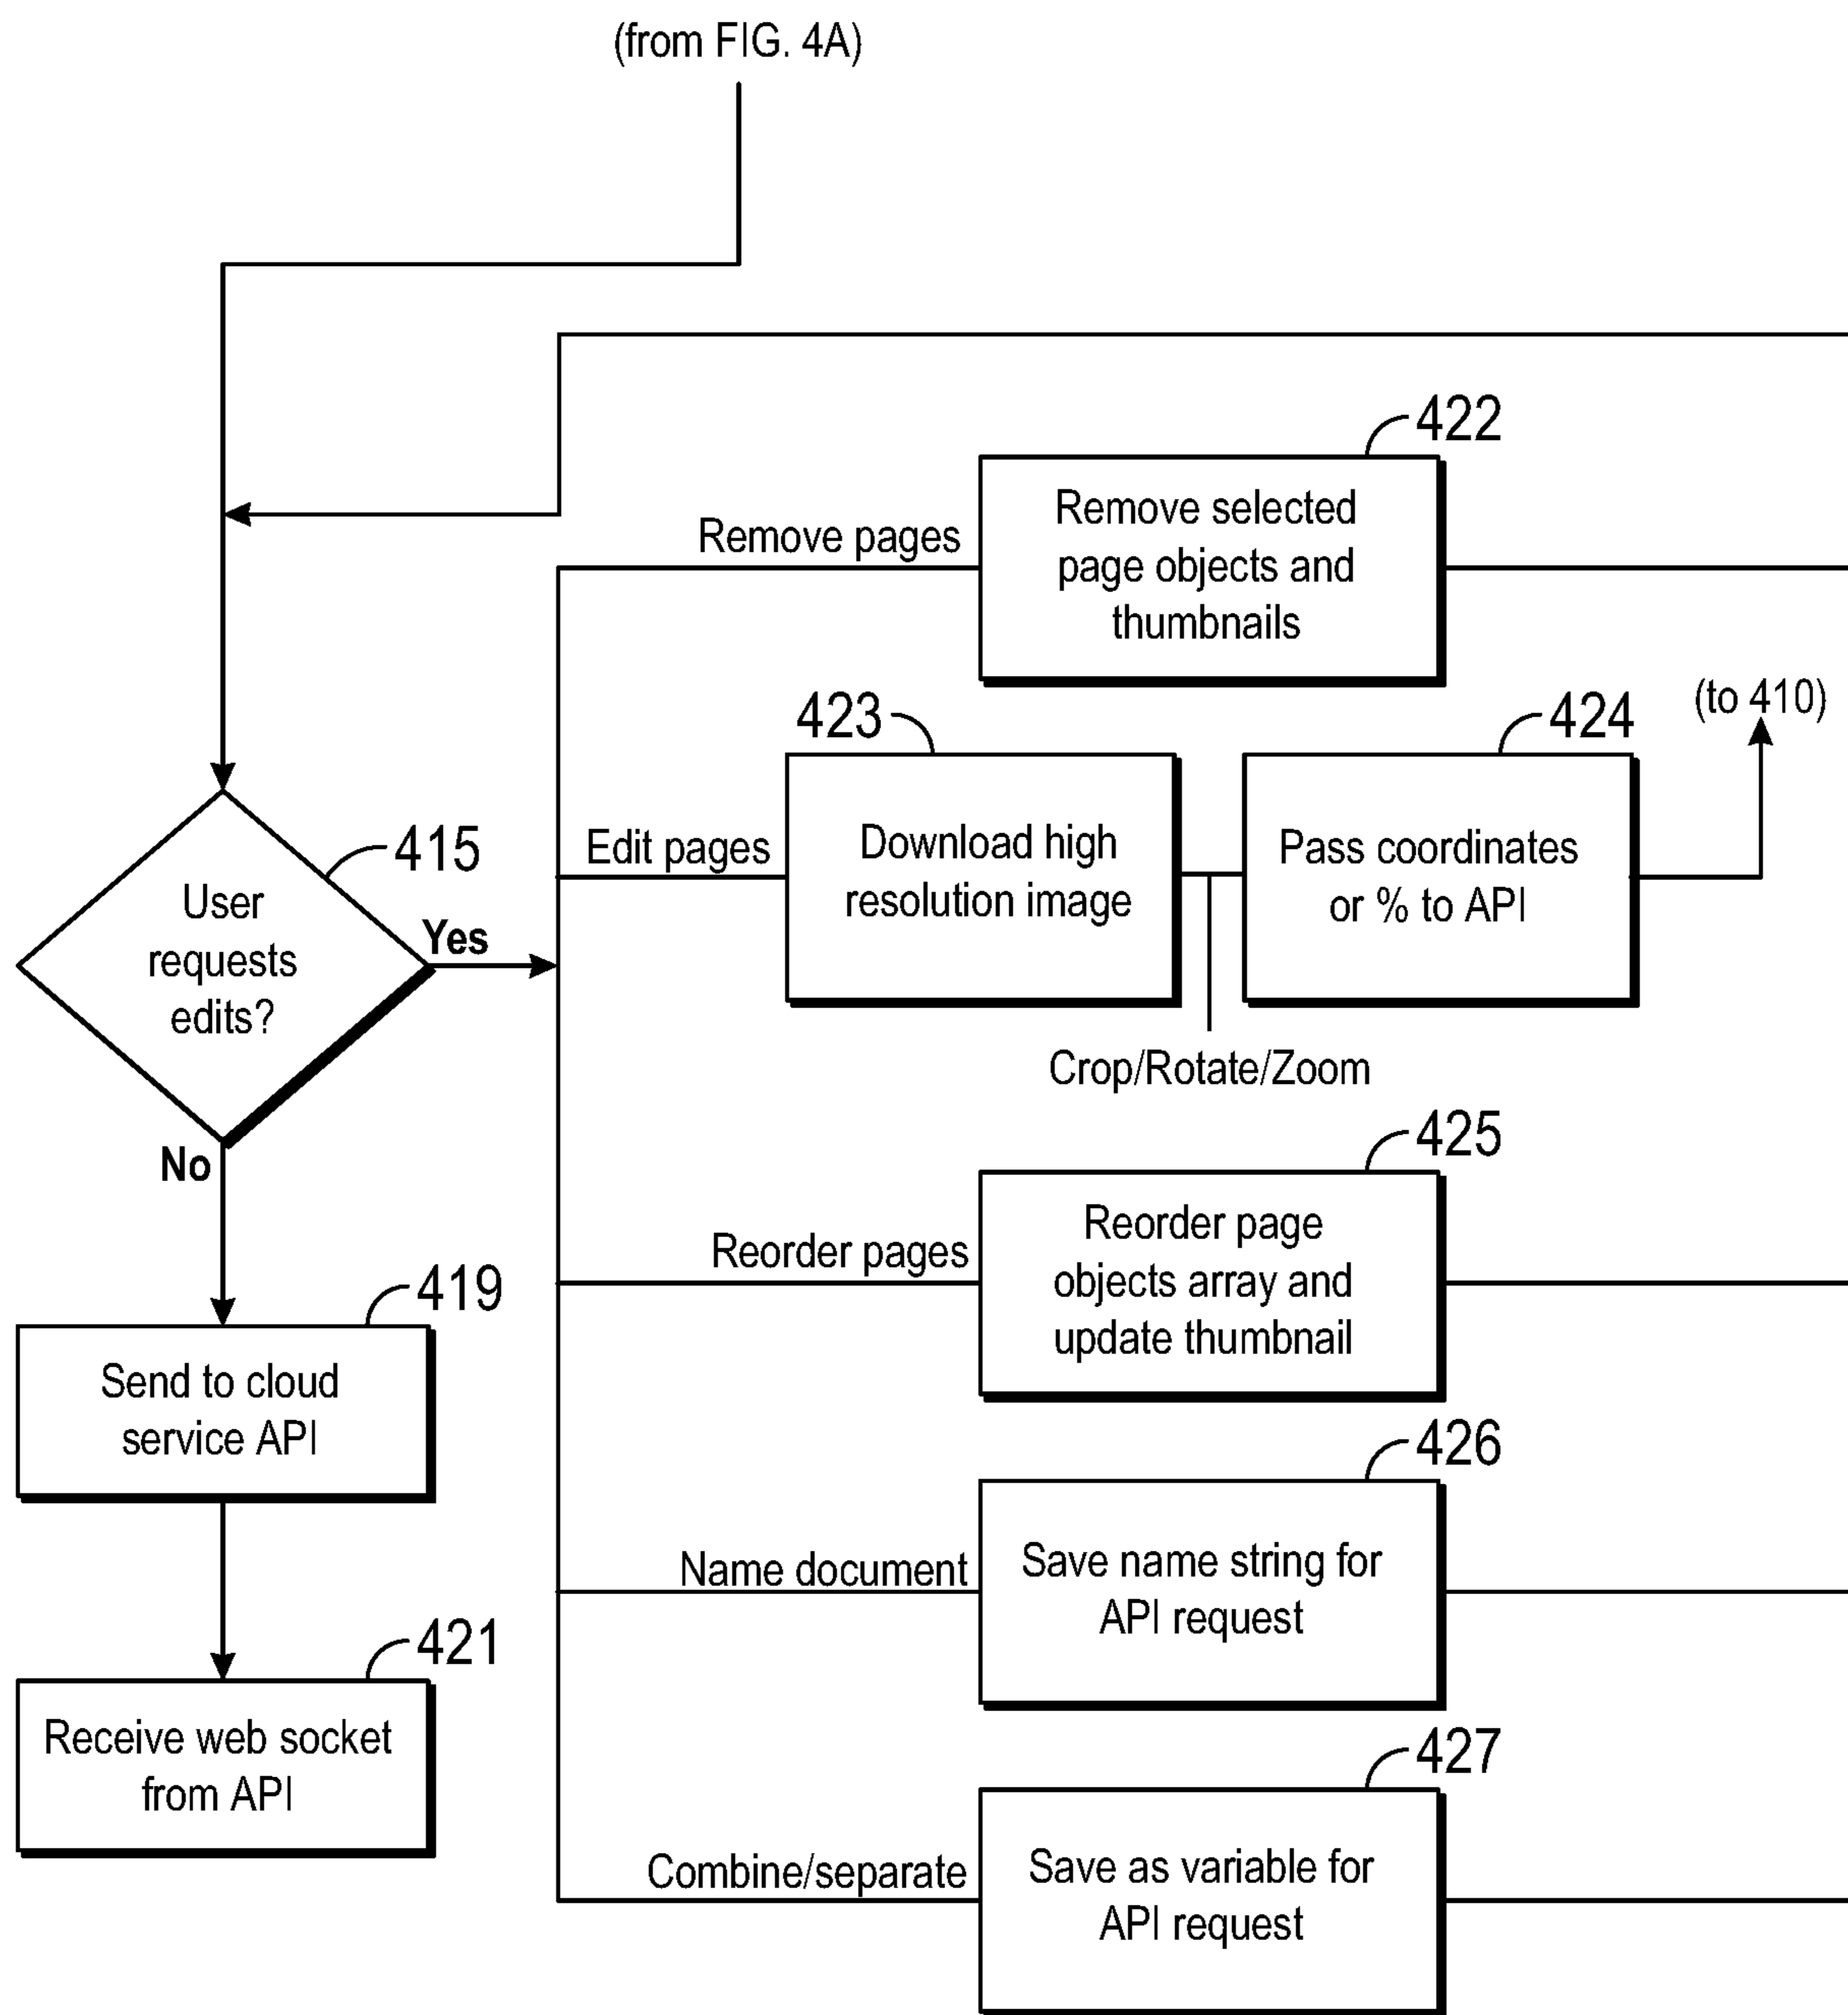 (from FIG. 4A)
422
Remove pages
Remove selected
page objects and
thumbnails
(to 410)
423
424
415
Edit pages
Download high
resolution image
Pass coordinates
or % to API
User
requests
edits?
Yes
Crop/Rotate/Zoom
No
425
Reorder pages
Reorder page
objects array and
update thumbnail
419
Send to cloud
service API
426
Name document
Save name string for
API request
421
Receive web socket
from API
427
Combine/separate
Save as variable for
API request